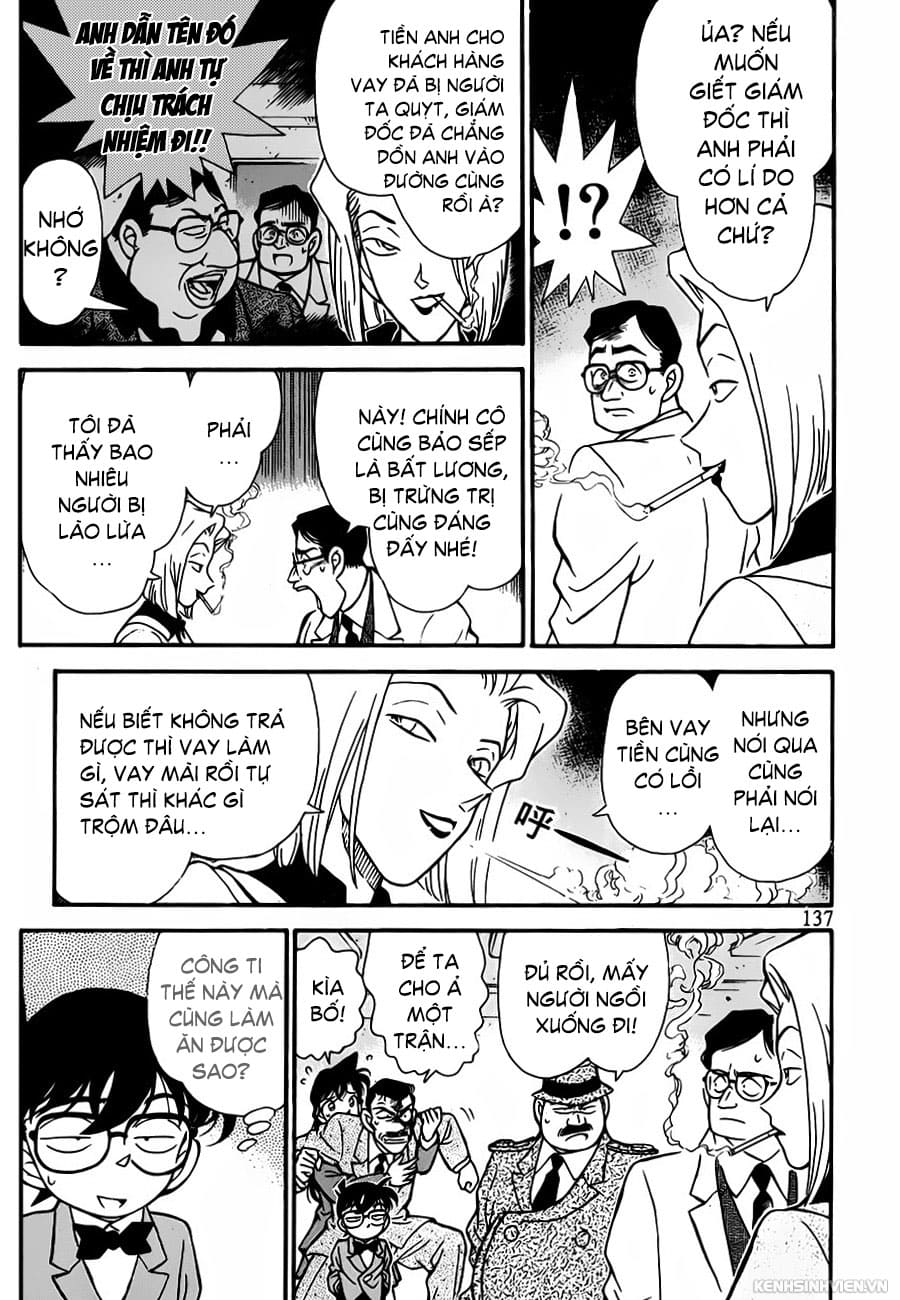 ỦA? NẾU
MUỐN
GIẾT GIÁM
ĐỐC THÌ
ANH PHẢI
CÓ LÍ DO
HƠN CẢ
CHỨ?
!?
TIỀN ANH CHO
KHÁCH HÀNG
VAY ĐÃ BỊ NGƯỜI
TA QUỴT, GIÁM
ĐỐC ĐÃ CHẲNG
DỒN ANH VÀO
ĐƯỜNG CÙNG
RỒI À?
ANH DẪN TÊN ĐÓ
VỀ THÌ ANH TỰ
CHỊU TRÁCH
NHIỆM ĐI!!
NHỚ
KHÔNG
?
NÀY! CHÍNH CÔ
CŨNG BẢO SẾP
LÀ BẤT LƯƠNG,
BỊ TRỪNG TRỊ
CŨNG ĐÁNG
ĐẤY NHÉ!
PHẢI
...
TÔI ĐÃ
THẤY BAO
NHIÊU
NGƯỜI BỊ
LÃO LỪA
...
NHƯNG
NÓI QUA
CŨNG
PHẢI NÓI
LẠI...
BÊN VAY
TIỀN CŨNG
CÓ LỖI
...
呼ー
NẾU BIẾT KHÔNG TRẢ
ĐƯỢC THÌ VAY LÀM
GÌ, VAY MÃI RỒI TỰ
SÁT THÌ KHÁC GÌ
TRỘM ĐÂU...
137
ĐỦ RỒI, MẤY
NGƯỜI NGỒI
XUỐNG ĐI!
ĐỂ TA
CHO Ả
MỘT
TRẬN...
KÌA
BỐ!
CÔNG TI
THẾ NÀY MÀ
CŨNG LÀM
ĂN ĐƯỢC
SAO?
KENHSINHVIEN.VN